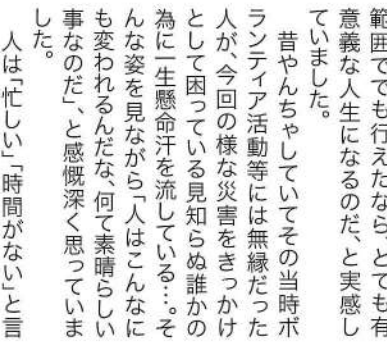 範囲ででも行えたなら、とても有
意義な人生になるのだ、と実感し
ていました。
　昔やんちゃしていてその当時ボ
ランティア活動等には無縁だった
人が、今回の様な災害をきっかけ
として困っている見知らぬ誰かの
為に一生懸命汗を流している…。そ
んな姿を見ながら「人はこんなに
も変われるんだな、何て素晴らしい
事なのだ」、と感慨深く思っていま
した。
　人は「忙しい」「時間がない」と言